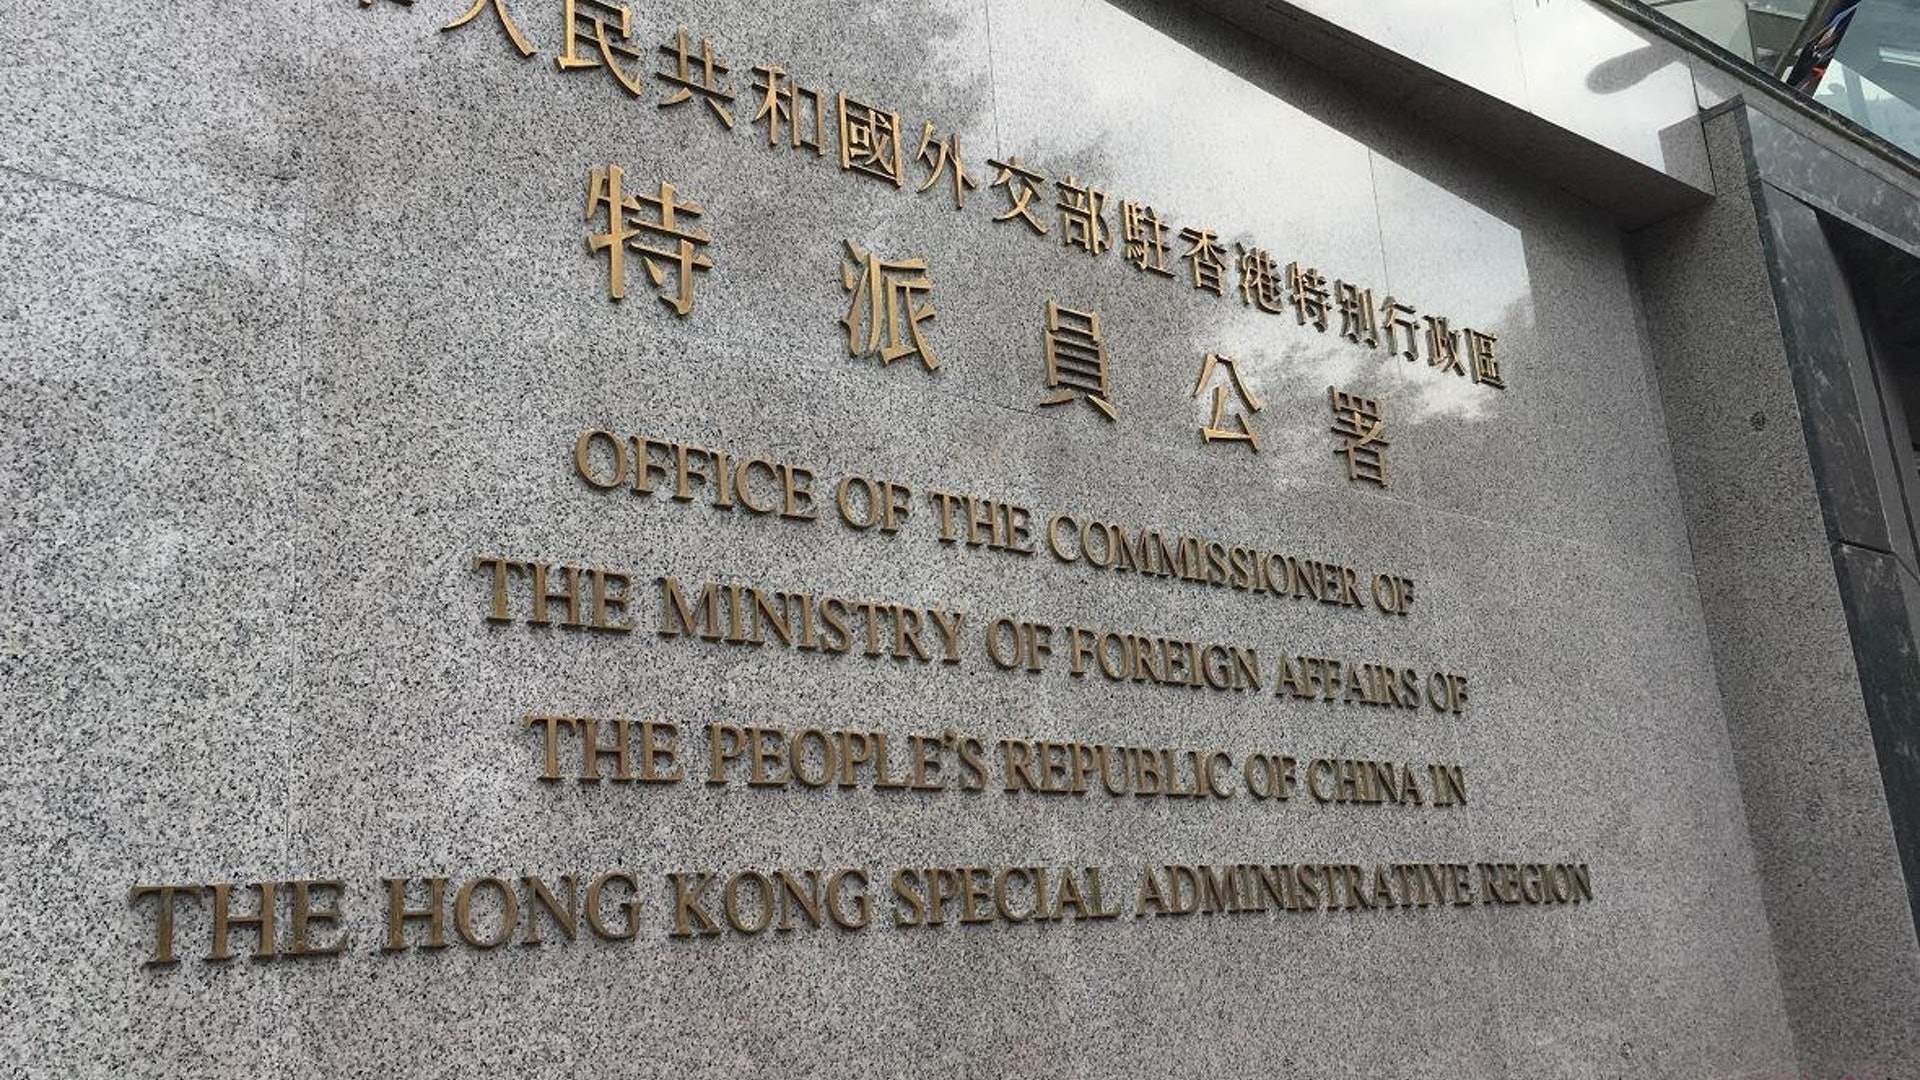 人民共和國外交部駐香港特別行政區
特派員公署
OFFICE OF THE COMMISSIONER OF
THE MINISTRY OF FOREIGN AFFAIRS OF
THE PEOPLE'S REPUBLIC OF CHINA IN
THE HONG KONG SPECIAL ADMINISTRATIVE REGION